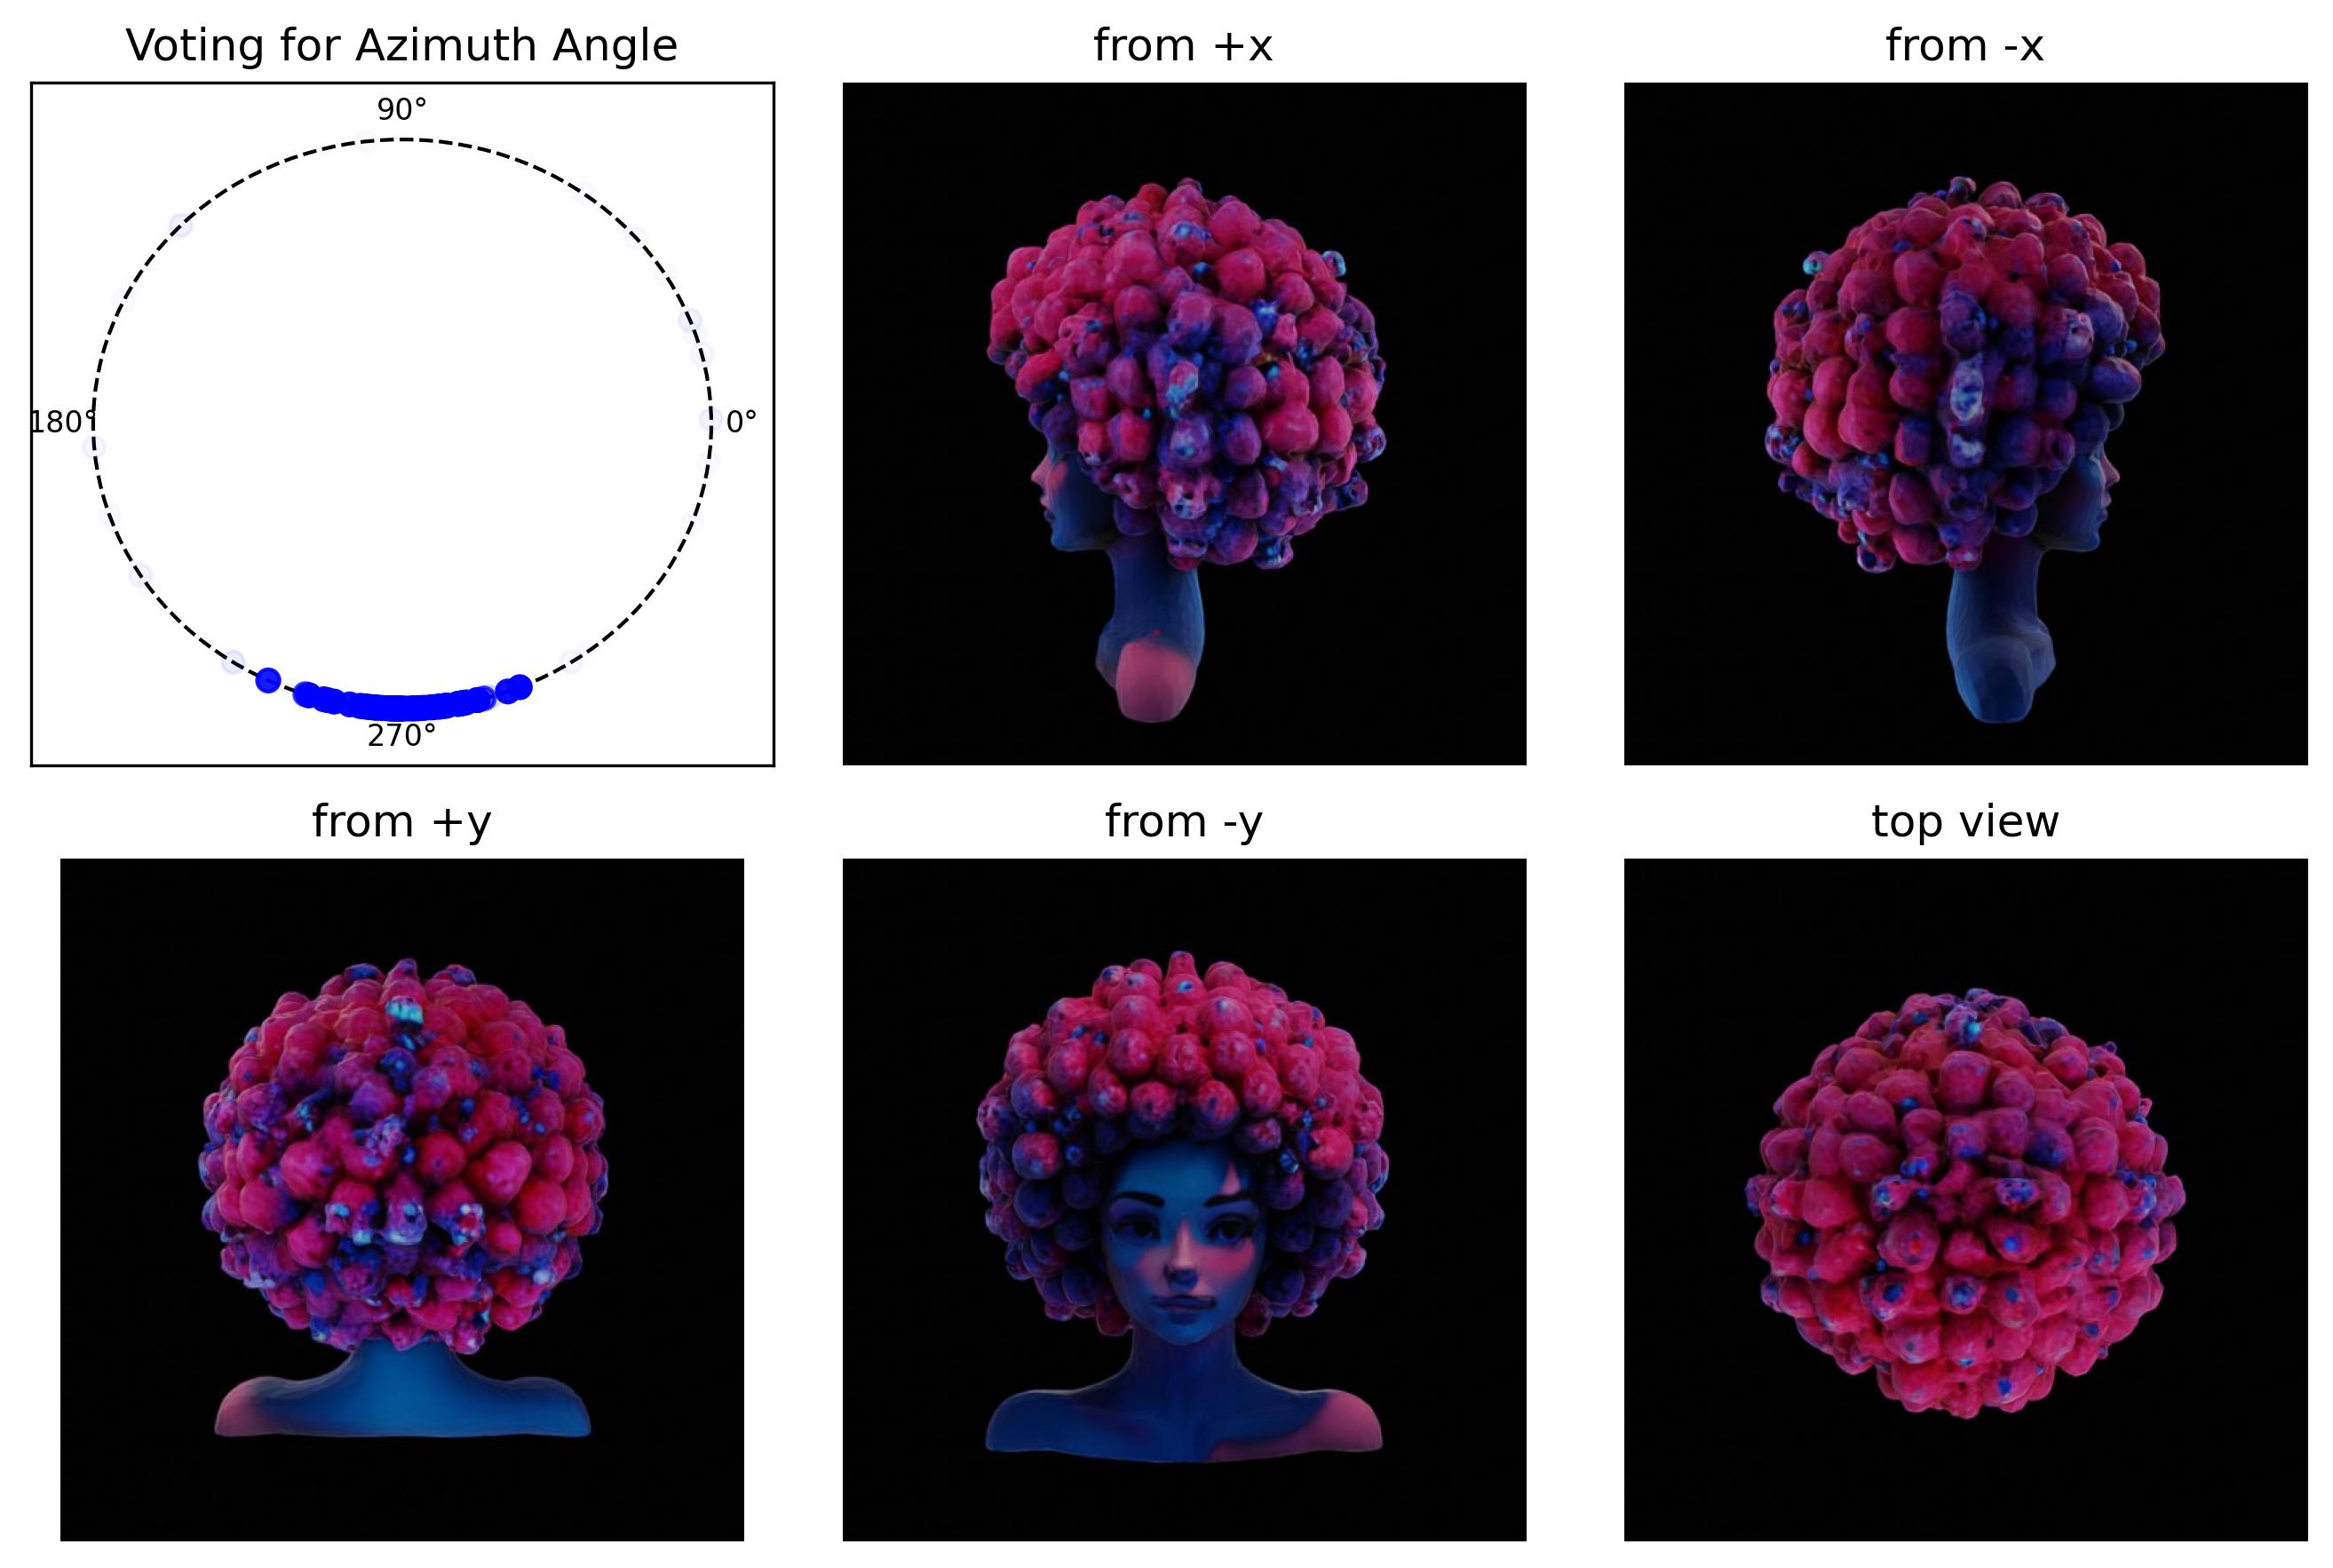 Voting for Azimuth Angle
from +x
from -x
90°
180°
0°
270°
from +y
from -y
top view